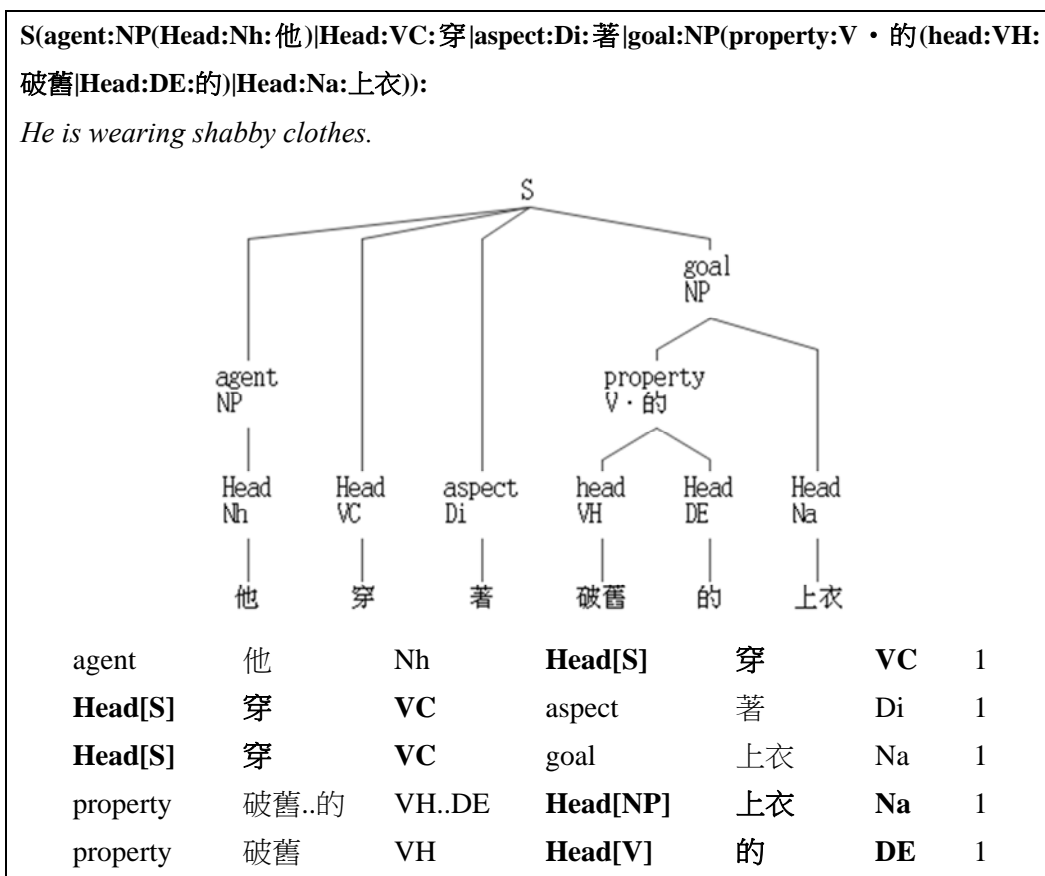 S(agent:NP(Head:Nh:他)|Head:VC:穿|aspect:Di:著|goal:NP(property:V‧的(head:VH:
破舊|Head:DE:的)|Head:Na:上衣)):
He is wearing shabby clothes.
S
goal
NP
agent property
NP V‧的
Head Head aspect head Head Head
Nh VC Di VH DE Na
他 穿 著 破舊 的 上衣
agent 他 Nh Head[S] 穿 VC 1
Head[S] 穿 VC aspect 著 Di 1
Head[S] 穿 VC goal 上衣 Na 1
property 破舊..的 VH..DE Head[NP] 上衣 Na 1
property 破舊 VH Head[V] 的 DE 1